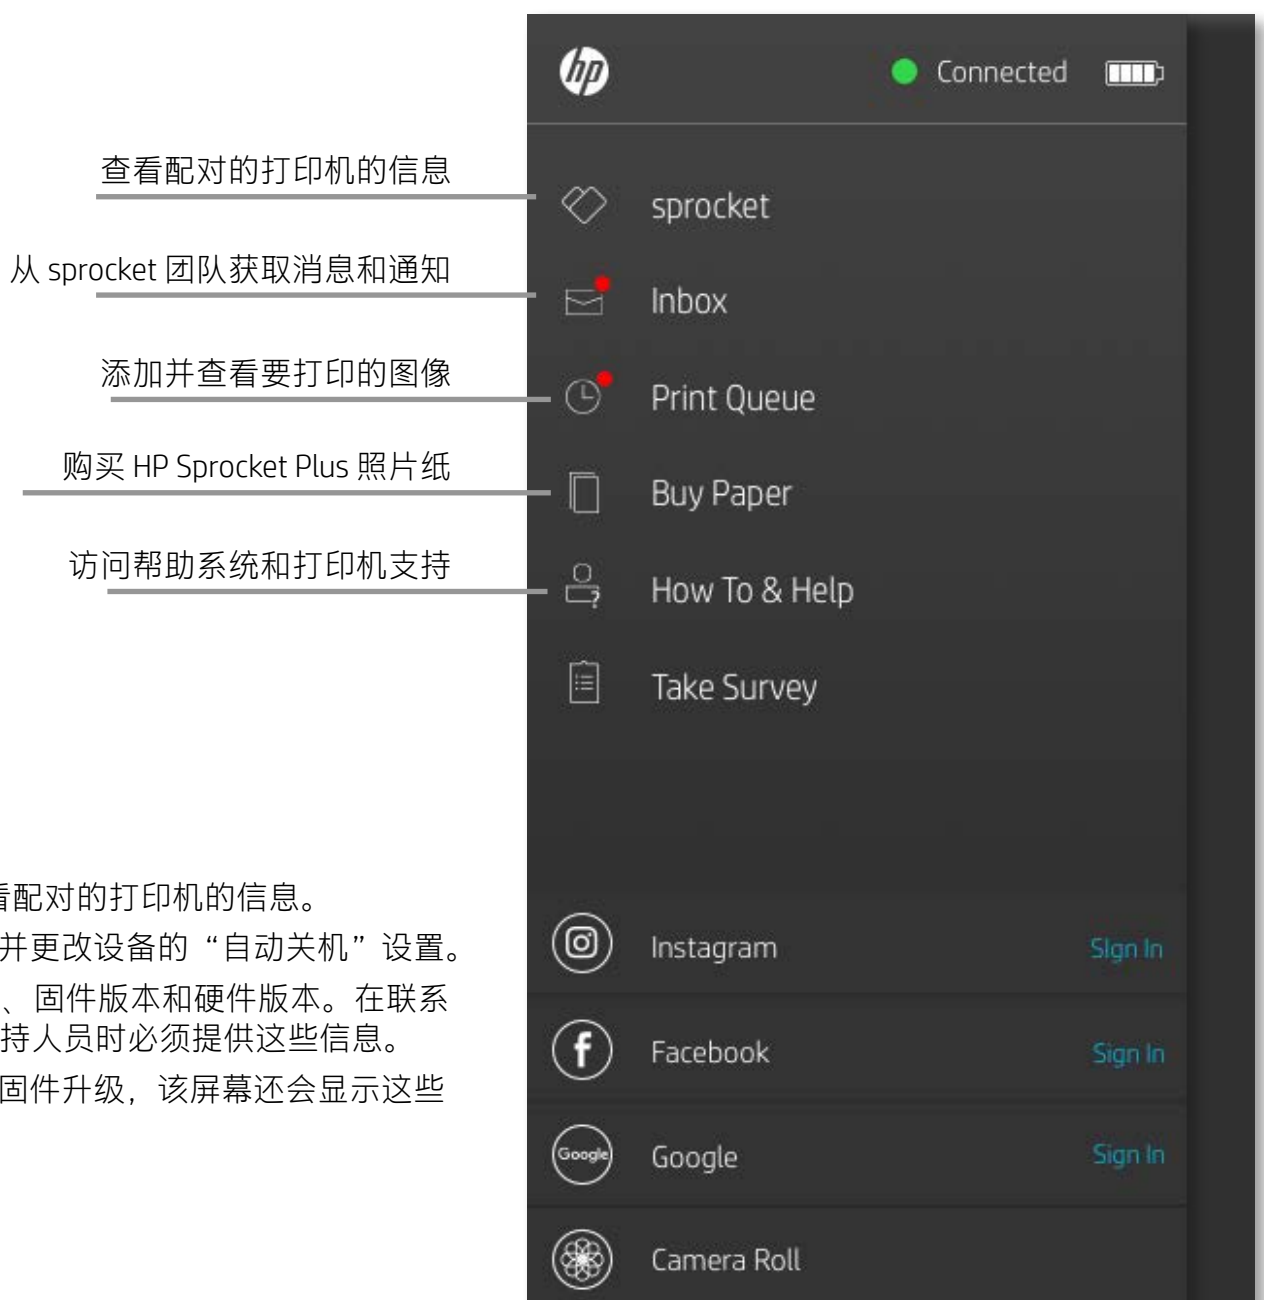 hp
Connected
查看配对的打印机的信息
sprocket
从 sprocket 团队获取消息和通知
Inbox
添加并查看要打印的图像
Print Queue
购买 HP Sprocket Plus 照片纸
Buy Paper
访问帮助系统和打印机支持
How To & Help
Take Survey
配对的打印机的信息。
并更改设备的“自动关机”设置。
、固件版本和硬件版本。在联系
持人员时必须提供这些信息。
固件升级，该屏幕还会显示这些
Instagram
SIgn In
Facebook
Sign In
Google
Google
Sign In
Camera Roll